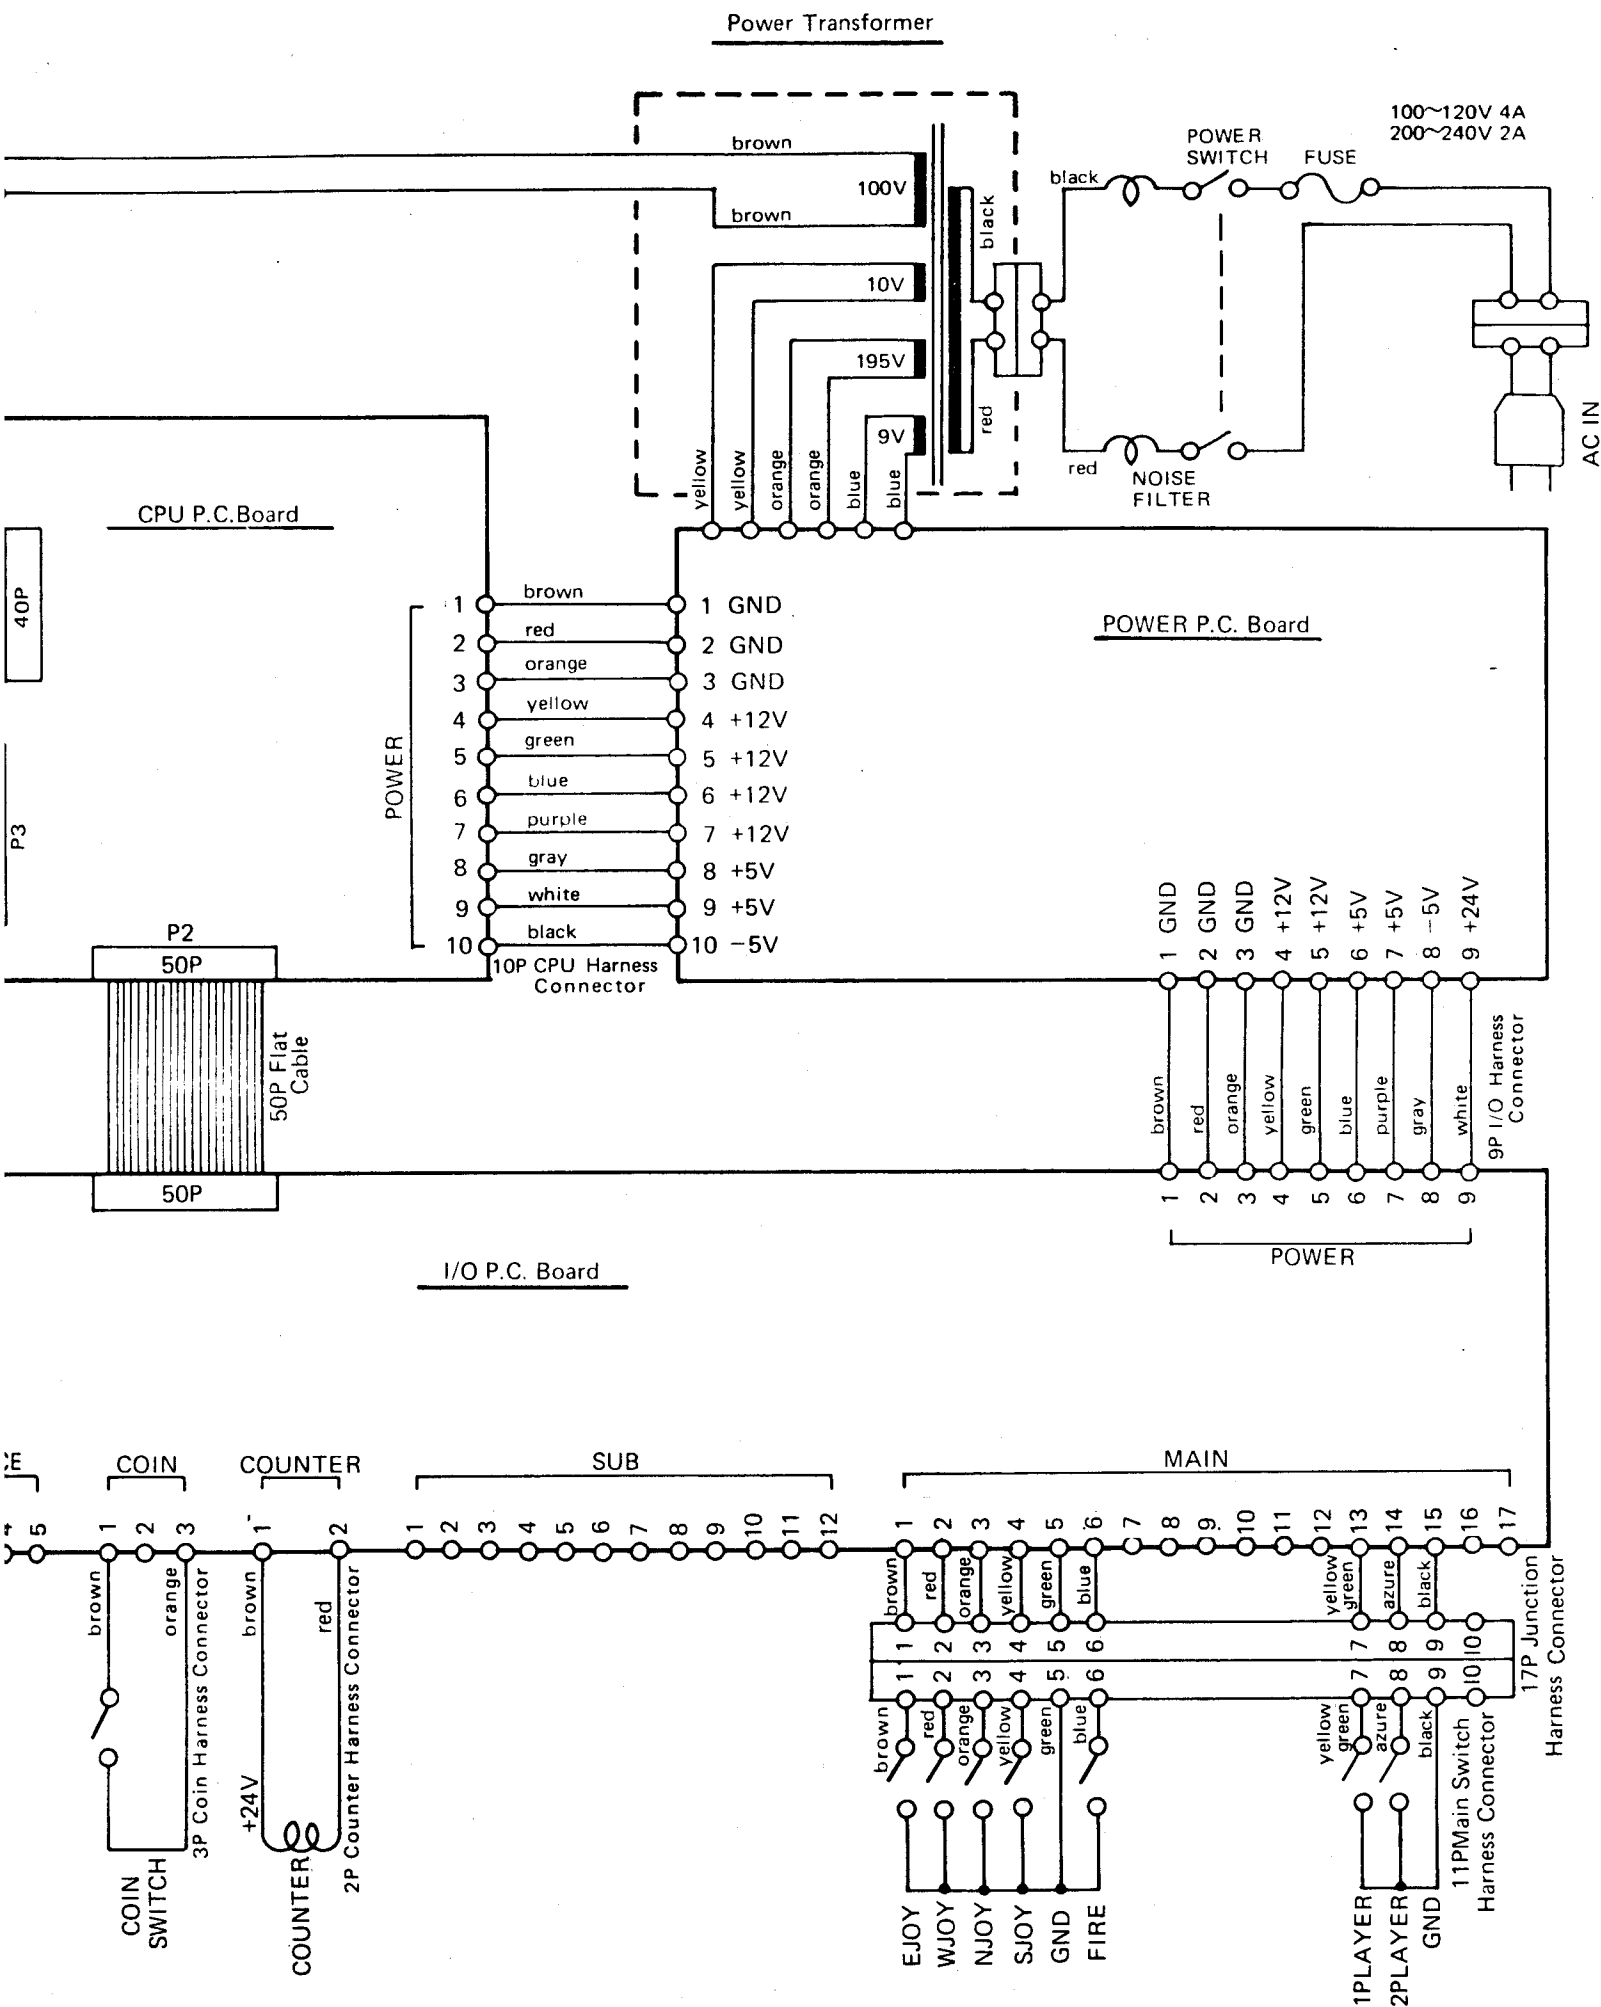 Power Transformer
100~120V 4A
200~240V 2A
POWER
SWITCH
FUSE
brown
100V
brown
black
black
10V
195V
9V
red
red
NOISE
FILTER
AC IN
yellow
yellow
orange
orange
blue
blue
CPU P.C.Board
40P
P3
POWER P.C. Board
POWER
1 brown 1 GND
2 red 2 GND
3 orange 3 GND
4 yellow 4 +12V
5 green 5 +12V
6 blue 6 +12V
7 purple 7 +12V
8 gray 8 +5V
9 white 9 +5V
10 black 10 −5V
10P CPU Harness
Connector
P2
50P
50P Flat
Cable
50P
1 GND
2 GND
3 GND
4 +12V
5 +12V
6 +5V
7 +5V
8 −5V
9 +24V
brown
red
orange
yellow
green
blue
purple
gray
white
9P I/O Harness
Connector
1 2 3 4 5 6 7 8 9
POWER
I/O P.C. Board
CE
COIN
COUNTER
SUB
MAIN
4 5
1 2 3
1 2
1 2 3 4 5 6 7 8 9 10 11 12
1 2 3 4 5 6 7 8 9 10 11 12 13 14 15 16 17
brown
orange
3P Coin Harness Connector
brown
red
2P Counter Harness Connector
+24V
COIN
SWITCH
COUNTER
brown
red
orange
yellow
green
blue
yellow
green
azure
black
17P Junction
Harness Connector
1 2 3 4 5 6 7 8 9 10
1 2 3 4 5 6 7 8 9 10
brown
red
orange
yellow
green
blue
yellow
green
azure
black
11PMain Switch
Harness Connector
EJOY
WJOY
NJOY
SJOY
GND
FIRE
1PLAYER
2PLAYER
GND